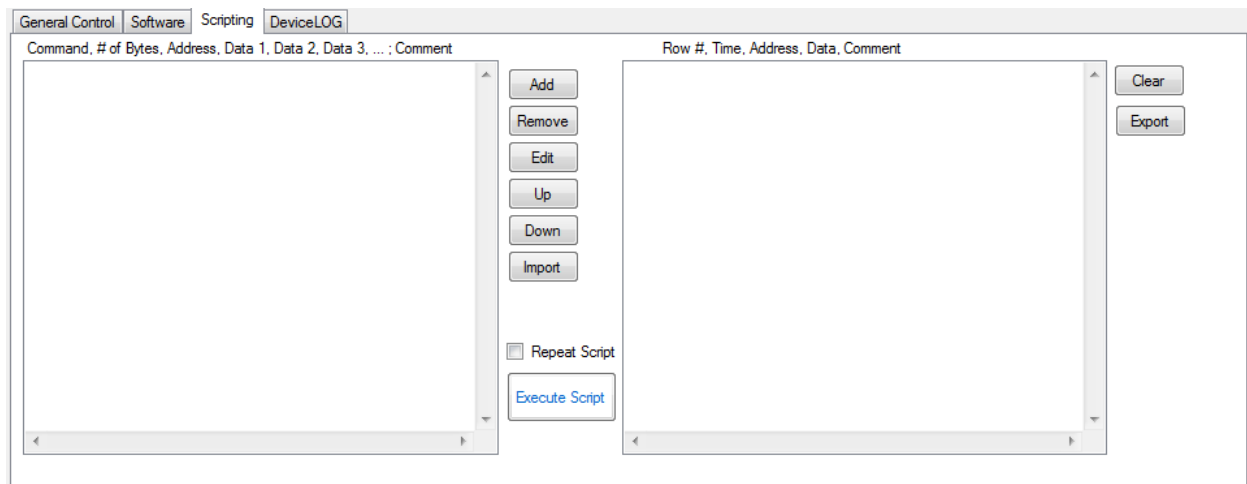 General Control Software Scripting DeviceLOG
Command, # of Bytes, Address, Data 1, Data 2, Data 3, ... ; Comment
Row #, Time, Address, Data, Comment
Add
Remove
Edit
Up
Down
Import
Repeat Script
Execute Script
Clear
Export